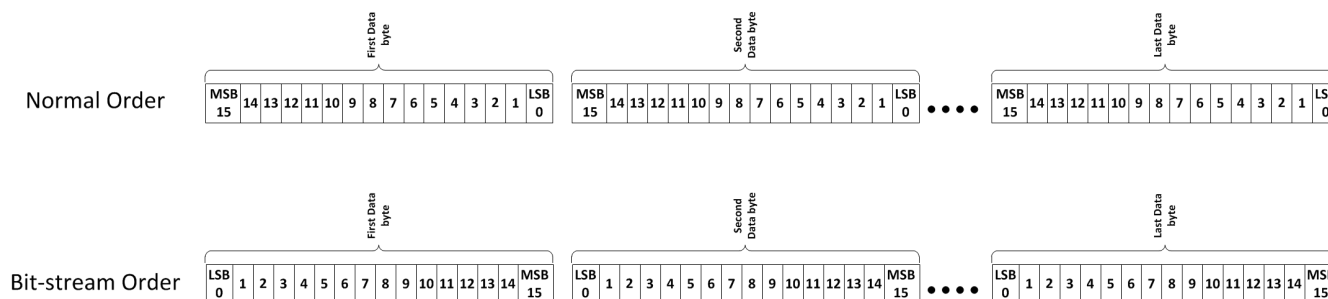 First Data
byte
Second
Data byte
Last Data
byte
Normal Order
MSB 15 14 13 12 11 10 9 8 7 6 5 4 3 2 1 LSB 0
MSB 15 14 13 12 11 10 9 8 7 6 5 4 3 2 1 LSB 0
MSB 15 14 13 12 11 10 9 8 7 6 5 4 3 2 1 LS 0
First Data
byte
Second
Data byte
Last Data
byte
Bit-stream Order
LSB 0 1 2 3 4 5 6 7 8 9 10 11 12 13 14 MSB 15
LSB 0 1 2 3 4 5 6 7 8 9 10 11 12 13 14 MSB 15
LSB 0 1 2 3 4 5 6 7 8 9 10 11 12 13 14 MSB 15